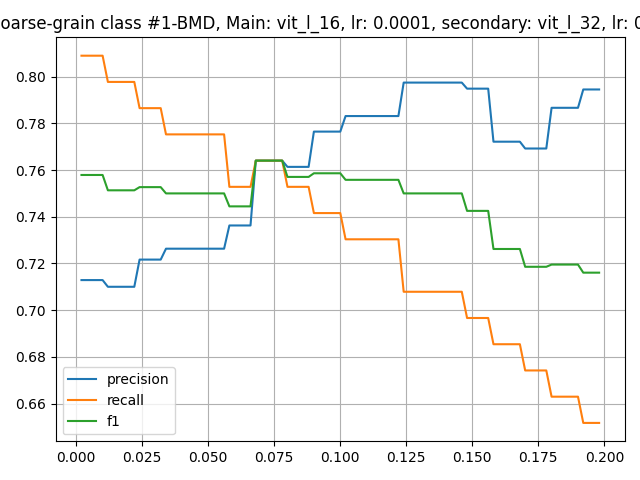 oarse-grain class #1-BMD, Main: vit_l_16, lr: 0.0001, secondary: vit_l_32, lr: 0
0.80
0.78
0.76
0.74
0.72
0.70
0.68
0.66
precision
recall
f1
0.000 0.025 0.050 0.075 0.100 0.125 0.150 0.175 0.200